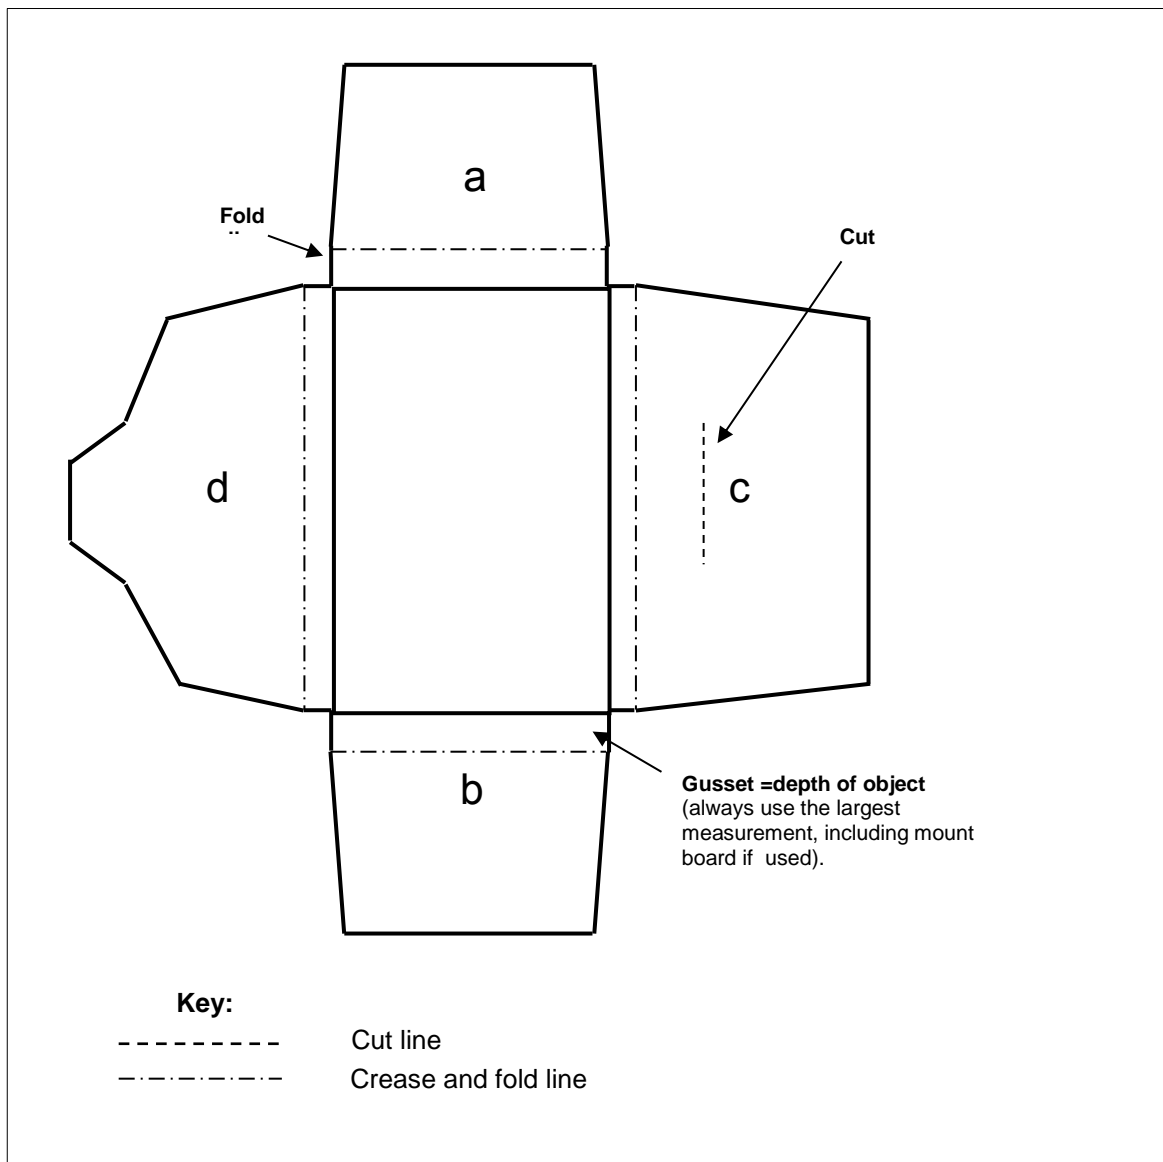 a
Fold
Cut
d
c
b
Gusset =depth of object
(always use the largest
measurement, including mount
board if  used).
Key:
Cut line
Crease and fold line